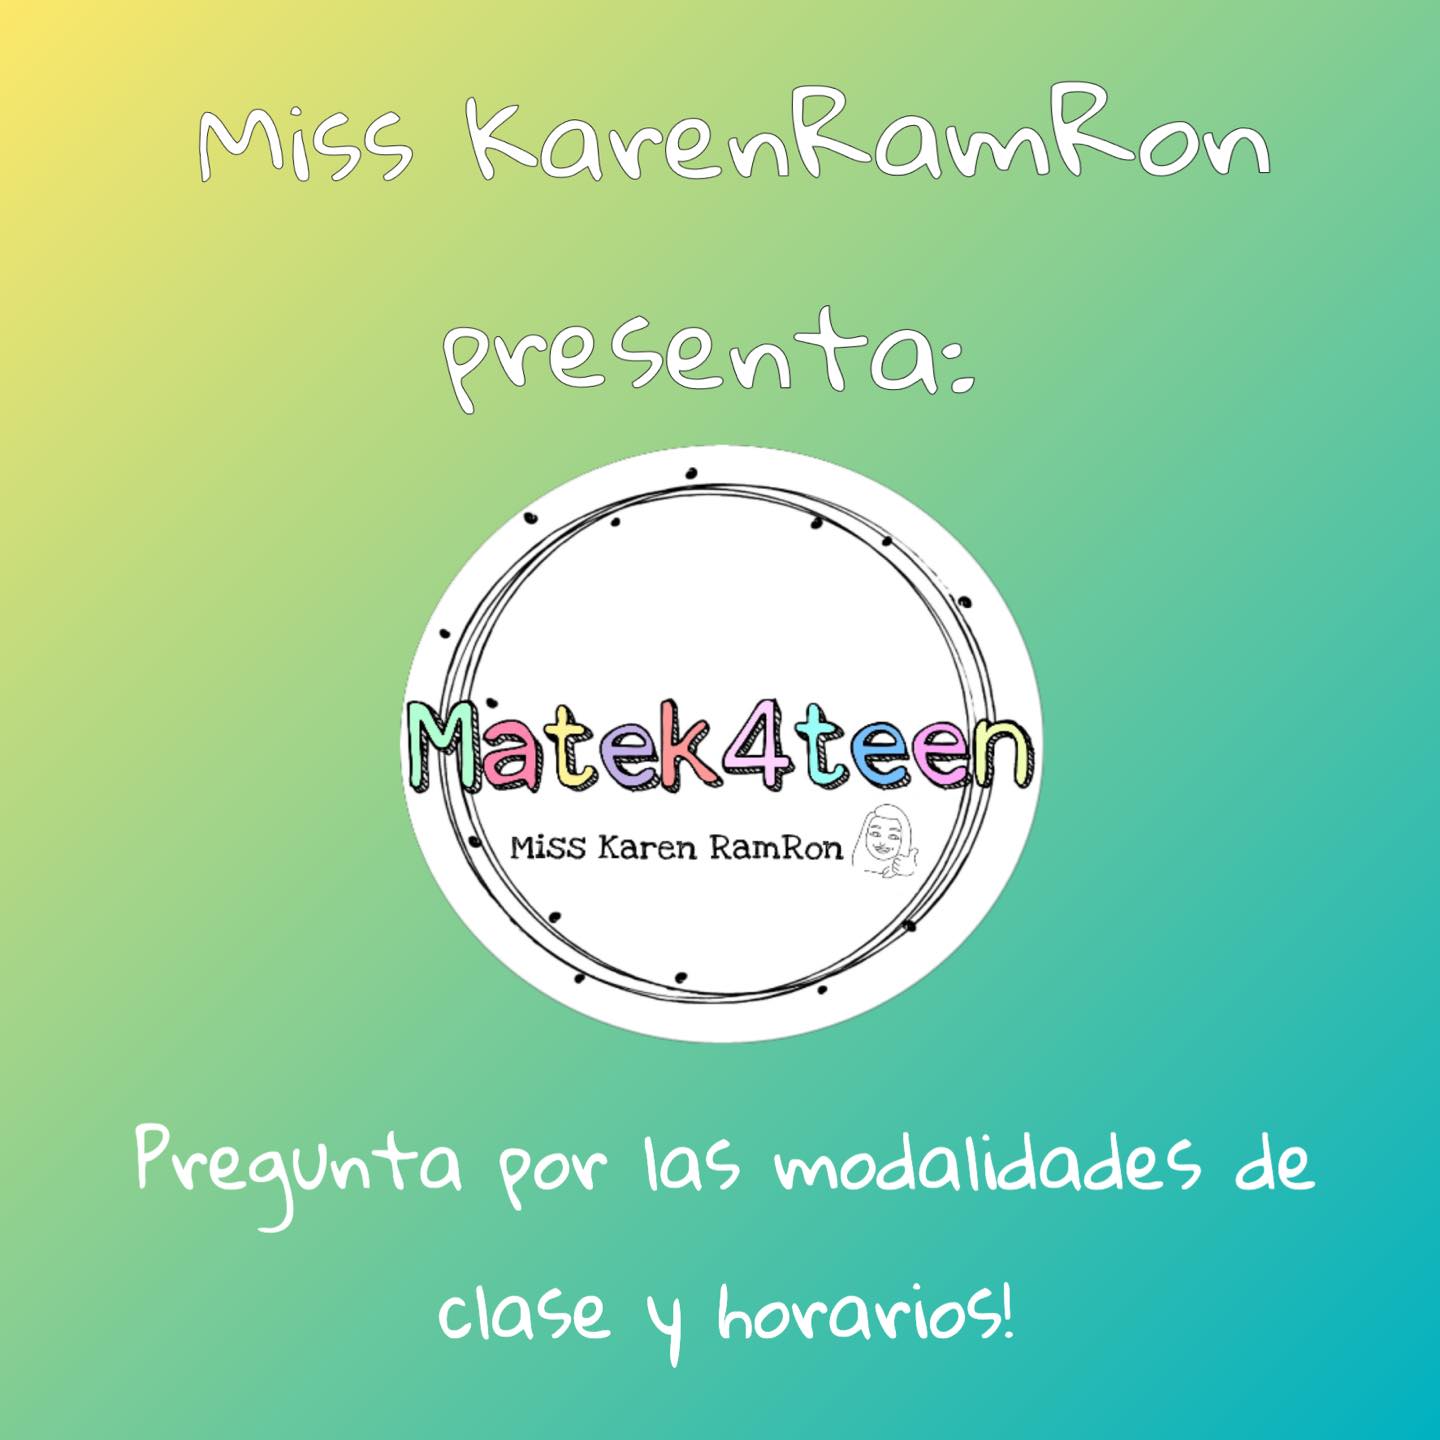 Miss KarenRamRon
presenta:
Matek4teen
Miss Karen RamRon
Pregunta por las modalidades de
clase y horarios!